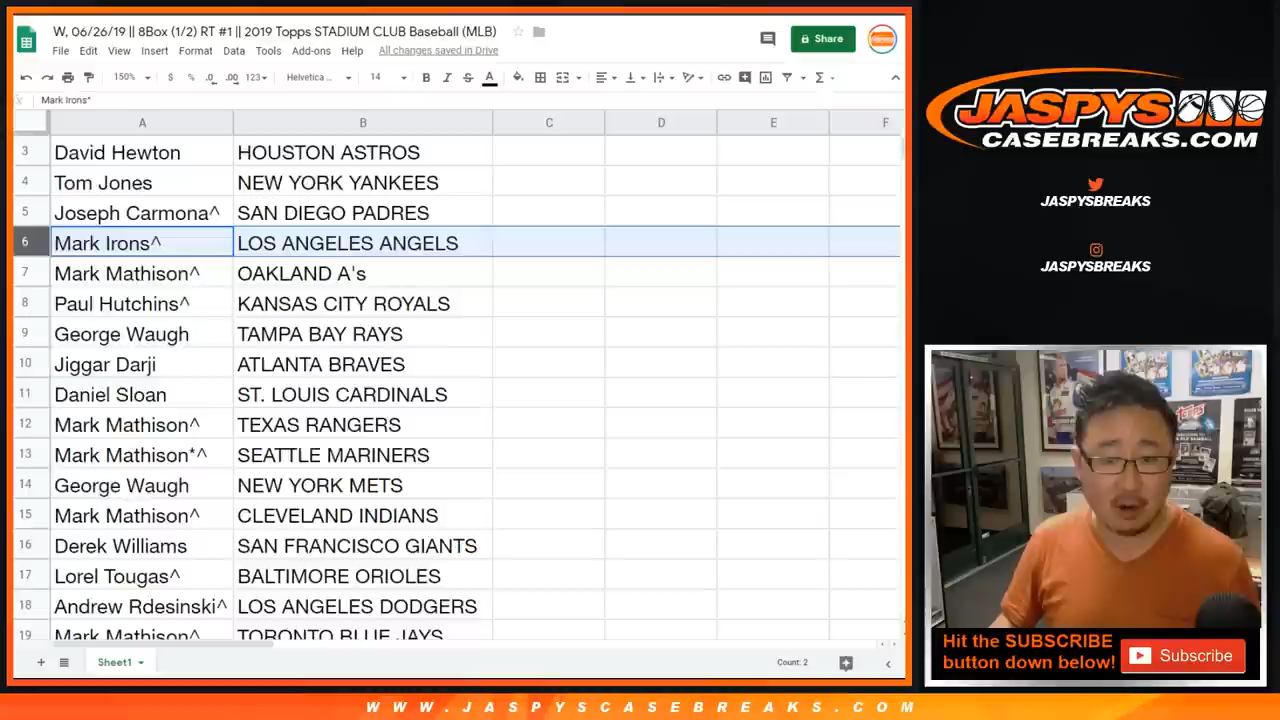 W, 06/26/19 || 8Box (1/2) RT #1 || 2019 Topps STADIUM CLUB Baseball (MLB)
File Edit View Insert Format Data Tools Add-ons Help All changes saved in Drive
Share
150% $ % .0 .00 123 Helvetica ... 14 B I S A
Mark Irons^
A B C D E F
3 David Hewton HOUSTON ASTROS
4 Tom Jones NEW YORK YANKEES
5 Joseph Carmona^ SAN DIEGO PADRES
6 Mark Irons^ LOS ANGELES ANGELS
7 Mark Mathison^ OAKLAND A's
8 Paul Hutchins^ KANSAS CITY ROYALS
9 George Waugh TAMPA BAY RAYS
10 Jiggar Darji ATLANTA BRAVES
11 Daniel Sloan ST. LOUIS CARDINALS
12 Mark Mathison^ TEXAS RANGERS
13 Mark Mathison*^ SEATTLE MARINERS
14 George Waugh NEW YORK METS
15 Mark Mathison^ CLEVELAND INDIANS
16 Derek Williams SAN FRANCISCO GIANTS
17 Lorel Tougas^ BALTIMORE ORIOLES
18 Andrew Rdesinski^ LOS ANGELES DODGERS
19 Mark Mathison^ TORONTO BLUE JAYS
Sheet1
Count: 2
JASPYS
CASEBREAKS.COM
JASPYSBREAKS
JASPYSBREAKS
TOPPS
Hit the SUBSCRIBE
button down below!
Subscribe
WWW.JASPYSCASEBREAKS.COM